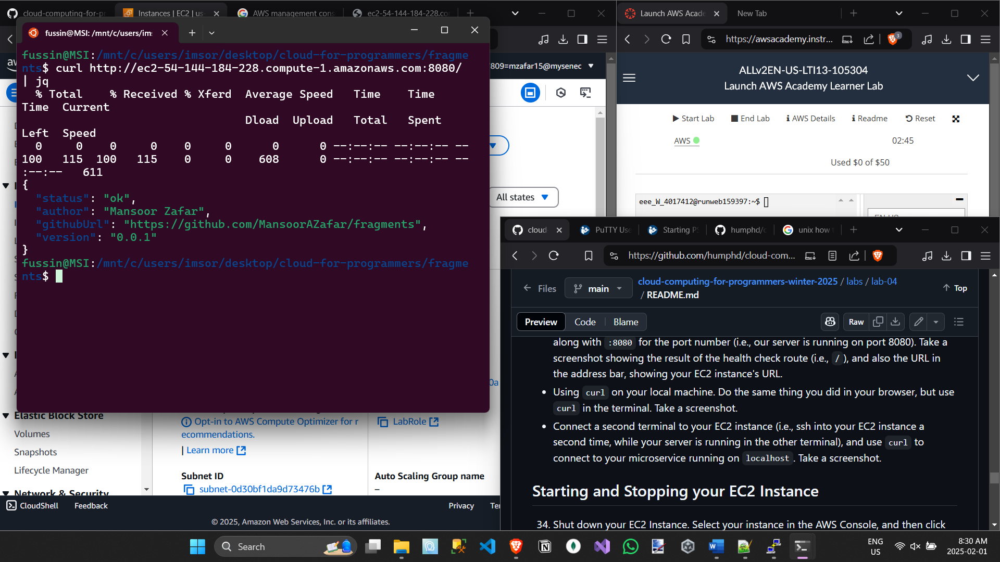 cloud-computing-for-pr
Instances | EC2 | us-
AWS management cons
ec2-54-144-184-228.co
Launch AWS Acade
New Tab
fussin@MSI: /mnt/c/users/im
https://awsacademy.instr...
3
fussin@MSI:/mnt/c/users/imsor/desktop/cloud-for-programmers/fragme
nts$ curl http://ec2-54-144-184-228.compute-1.amazonaws.com:8080/
| jq
% Total % Received % Xferd Average Speed Time Time
Time Current
Dload Upload Total Spent
Left Speed
0 0 0 0 0 0 0 0 --:--:-- --:--:-- --
100 115 100 115 0 0 608 0 --:--:-- --:--:-- --
:--:-- 611
{
"status": "ok",
"author": "Mansoor Zafar",
"githubUrl": "https://github.com/MansoorAZafar/fragments",
"version": "0.0.1"
}
fussin@MSI:/mnt/c/users/imsor/desktop/cloud-for-programmers/fragme
nts$
809=mzafar15@mysenec
All states
0a
ALLv2EN-US-LTI13-105304
Launch AWS Academy Learner Lab
Start Lab
End Lab
AWS Details
Readme
Reset
AWS
02:45
Used $0 of $50
eee_W_4017412@runweb159397:~$
EN-US
cloud
PuTTY Use
Starting PS
humphd/c
unix how t
https://github.com/humphd/cloud-com...
Files
main
cloud-computing-for-programmers-winter-2025 / labs / lab-04
/ README.md
Top
Preview
Code
Blame
Raw
along with :8080 for the port number (i.e., our server is running on port 8080). Take a
screenshot showing the result of the health check route (i.e., / ), and also the URL in
the address bar, showing your EC2 instance's URL.
• Using curl on your local machine. Do the same thing you did in your browser, but use
curl in the terminal. Take a screenshot.
• Connect a second terminal to your EC2 instance (i.e., ssh into your EC2 instance a
second time, while your server is running in the other terminal), and use curl to
connect to your microservice running on localhost . Take a screenshot.
Starting and Stopping your EC2 Instance
34. Shut down your EC2 Instance. Select your instance in the AWS Console, and then click
Elastic Block Store
Volumes
Snapshots
Lifecycle Manager
Network & Security
Opt-in to AWS Compute Optimizer for r
ecommendations.
| Learn more
LabRole
Subnet ID
subnet-0d30bf1da9d73476b
Auto Scaling Group name
–
CloudShell
Feedback
Privacy
Ter
© 2025, Amazon Web Services, Inc. or its affiliates.
Search
ENG
US
8:30 AM
2025-02-01